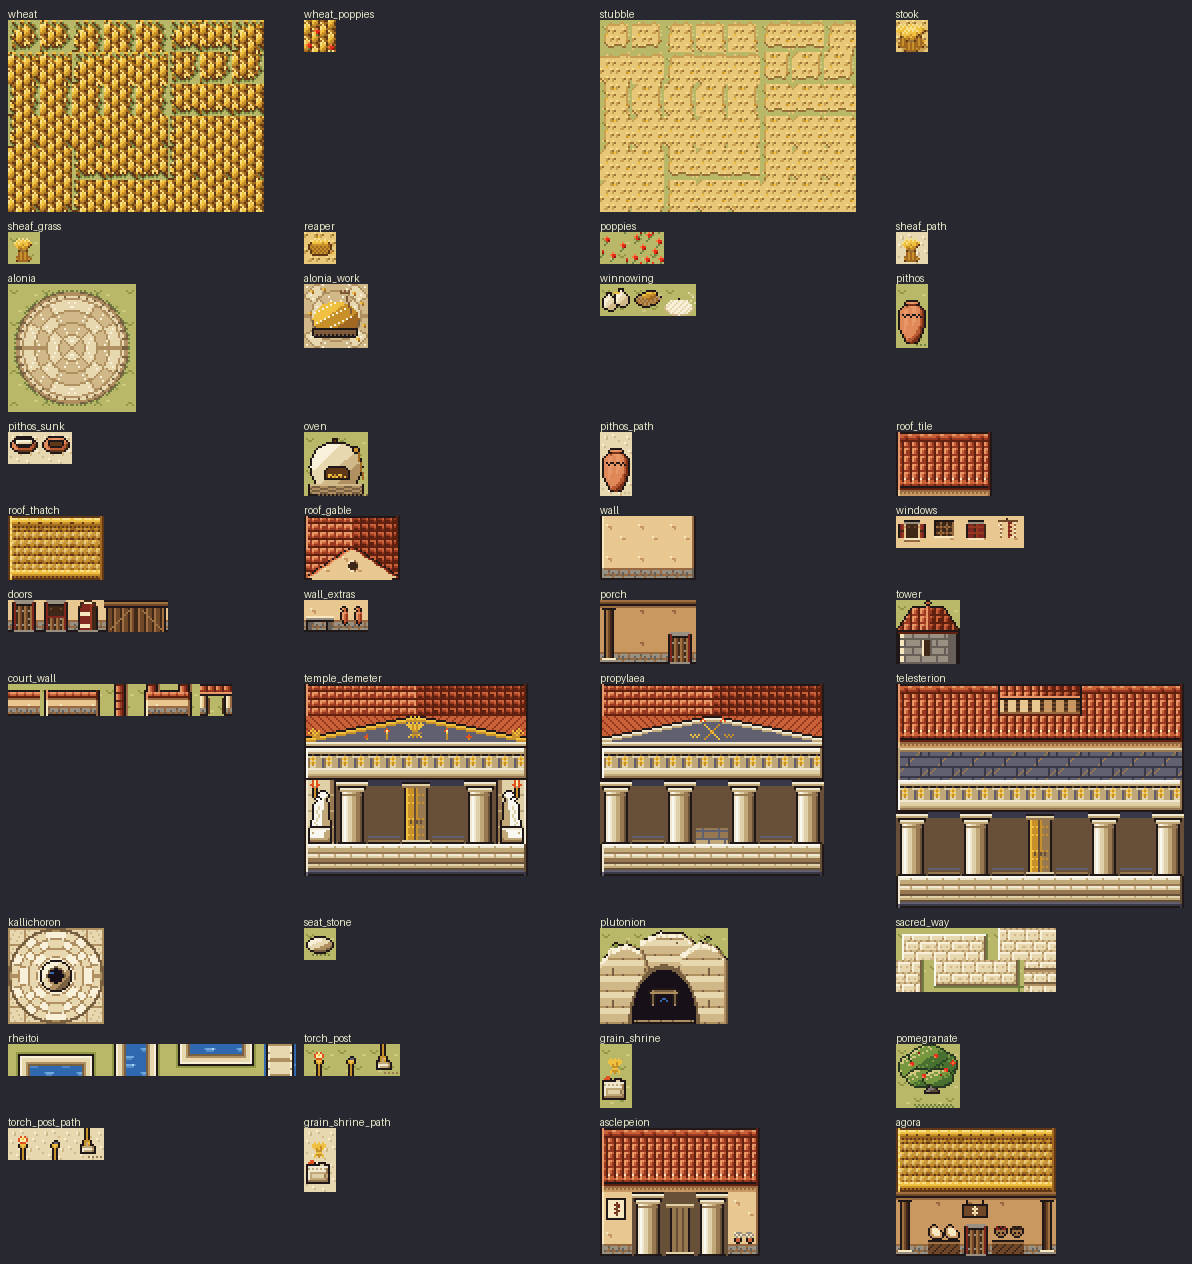 wheat
wheat_poppies
stubble
stook
sheaf_grass
reaper
poppies
sheaf_path
alonia
alonia_work
winnowing
pithos
pithos_sunk
oven
pithos_path
roof_tile
roof_thatch
roof_gable
wall
windows
doors
wall_extras
porch
tower
court_wall
temple_demeter
propylaea
telesterion
kallichoron
seat_stone
plutonion
sacred_way
rheitoi
torch_post
grain_shrine
pomegranate
torch_post_path
grain_shrine_path
asclepeion
agora